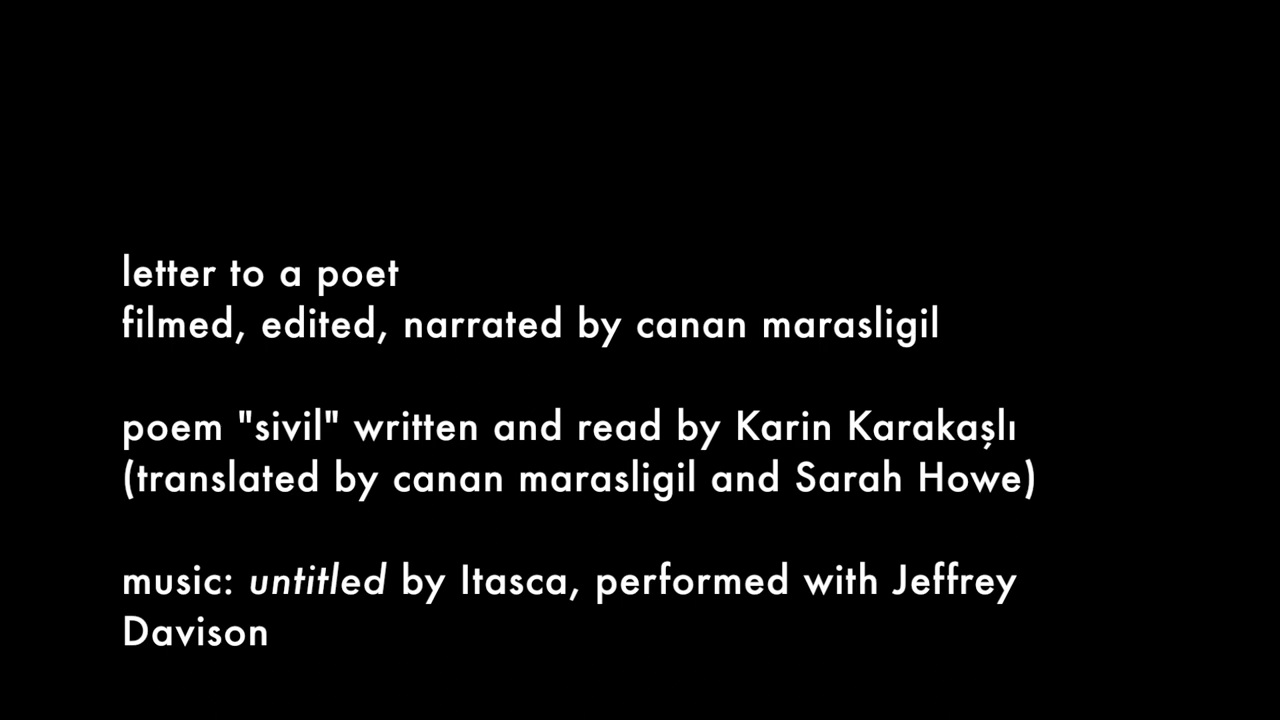 letter to a poet
filmed, edited, narrated by canan marasligil
poem "sivil" written and read by Karin Karakaşlı
(translated by canan marasligil and Sarah Howe)
music: untitled by Itasca, performed with Jeffrey
Davison